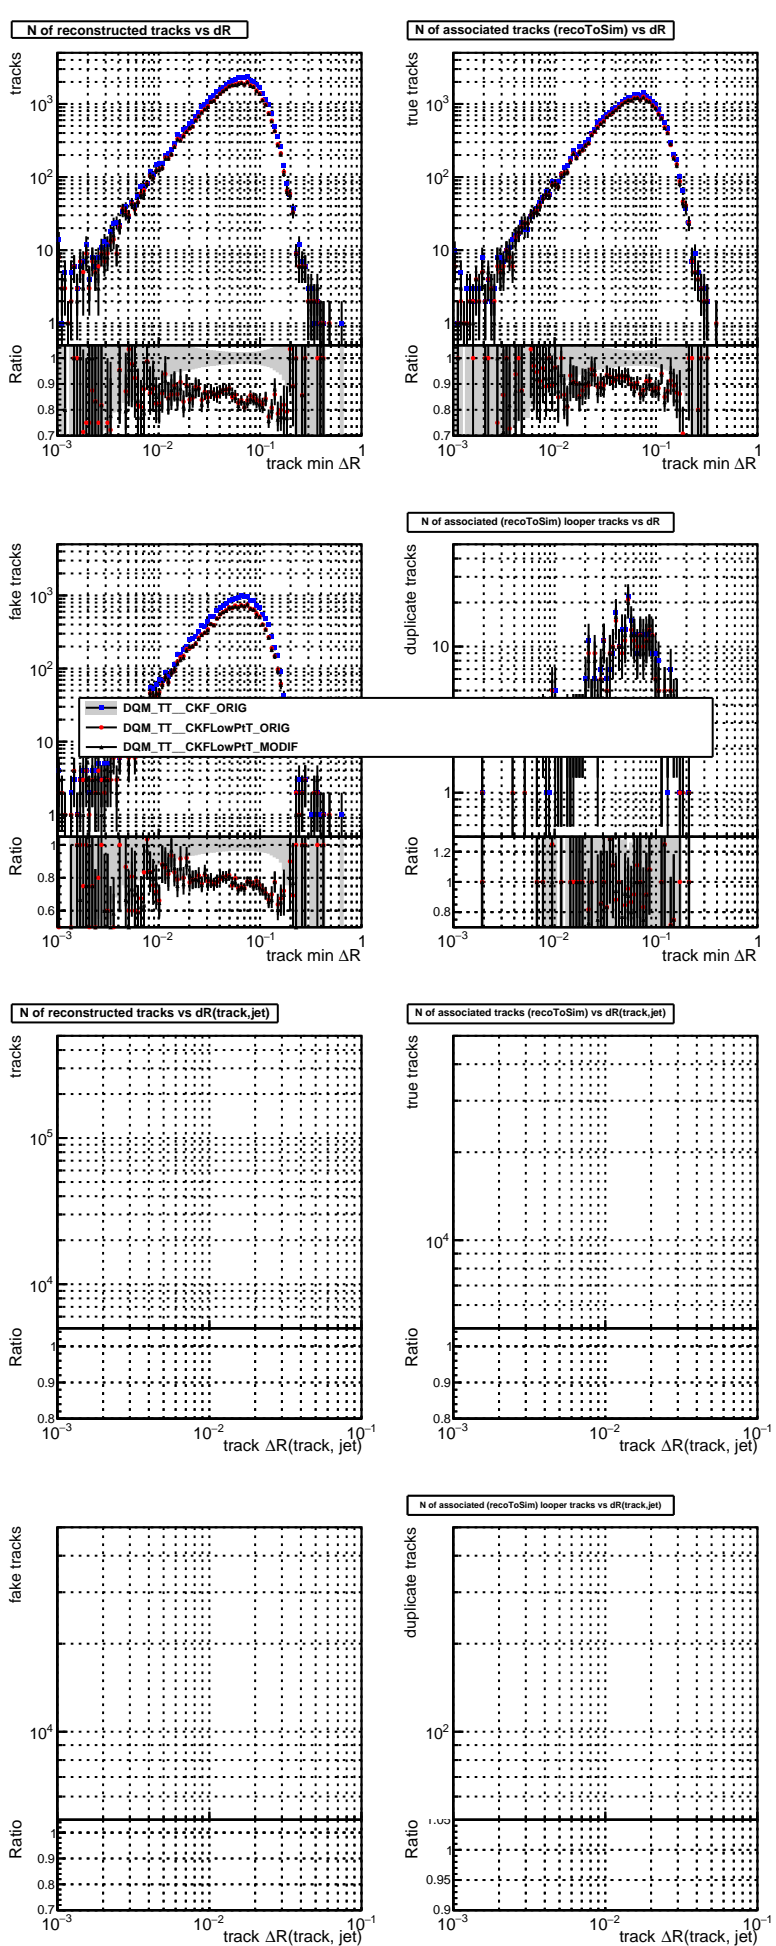 N of reconstructed tracks vs dR
tracks
10³
10²
10
1
Ratio
1
0.9
0.8
0.7
10⁻³ 10⁻² 10⁻¹ 1
track min ΔR
N of associated tracks (recoToSim) vs dR
true tracks
10³
10²
10
1
Ratio
1
0.9
0.8
0.7
10⁻³ 10⁻² 10⁻¹ 1
track min ΔR
fake tracks
10³
10²
10
1
Ratio
1
0.8
0.6
10⁻³ 10⁻² 10⁻¹ 1
track min ΔR
N of associated (recoToSim) looper tracks vs dR
duplicate tracks
10
1
Ratio
1.2
1
0.8
10⁻³ 10⁻² 10⁻¹ 1
track min ΔR
DQM_TT__CKF_ORIG
DQM_TT__CKFLowPtT_ORIG
DQM_TT__CKFLowPtT_MODIF
N of reconstructed tracks vs dR(track,jet)
tracks
10⁵
10⁴
Ratio
1
0.9
0.8
10⁻³ 10⁻² 10⁻¹
track ΔR(track, jet)
N of associated tracks (recoToSim) vs dR(track,jet)
true tracks
10⁴
Ratio
1
0.9
0.8
10⁻³ 10⁻² 10⁻¹
track ΔR(track, jet)
fake tracks
10⁴
Ratio
1
0.9
0.8
0.7
10⁻³ 10⁻² 10⁻¹
track ΔR(track, jet)
N of associated (recoToSim) looper tracks vs dR(track,jet)
duplicate tracks
10²
Ratio
1.05
1
0.95
0.9
10⁻³ 10⁻² 10⁻¹
track ΔR(track, jet)